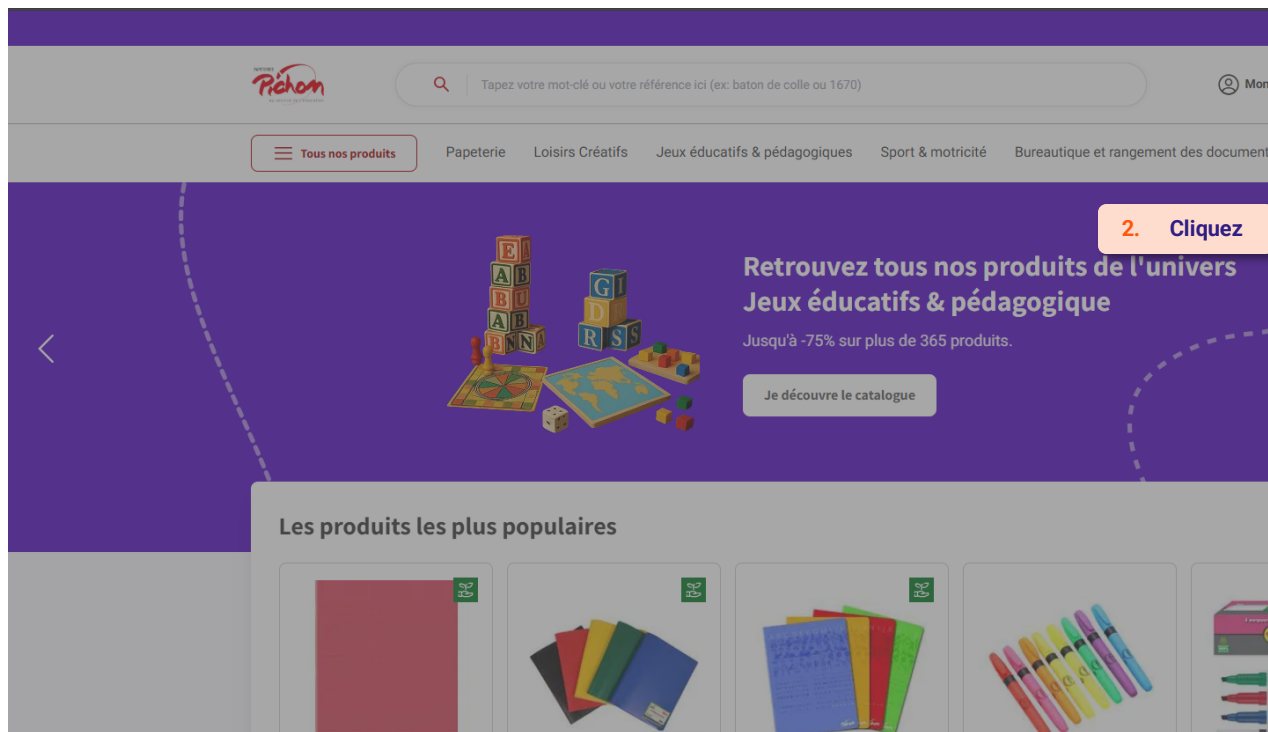 Pichon
Tapez votre mot-clé ou votre référence ici (ex: baton de colle ou 1670)
Mon
Tous nos produits
Papeterie
Loisirs Créatifs
Jeux éducatifs & pédagogiques
Sport & motricité
Bureautique et rangement des document
2. Cliquez
Retrouvez tous nos produits de l'univers
Jeux éducatifs & pédagogique
Jusqu'à -75% sur plus de 365 produits.
Je découvre le catalogue
Les produits les plus populaires